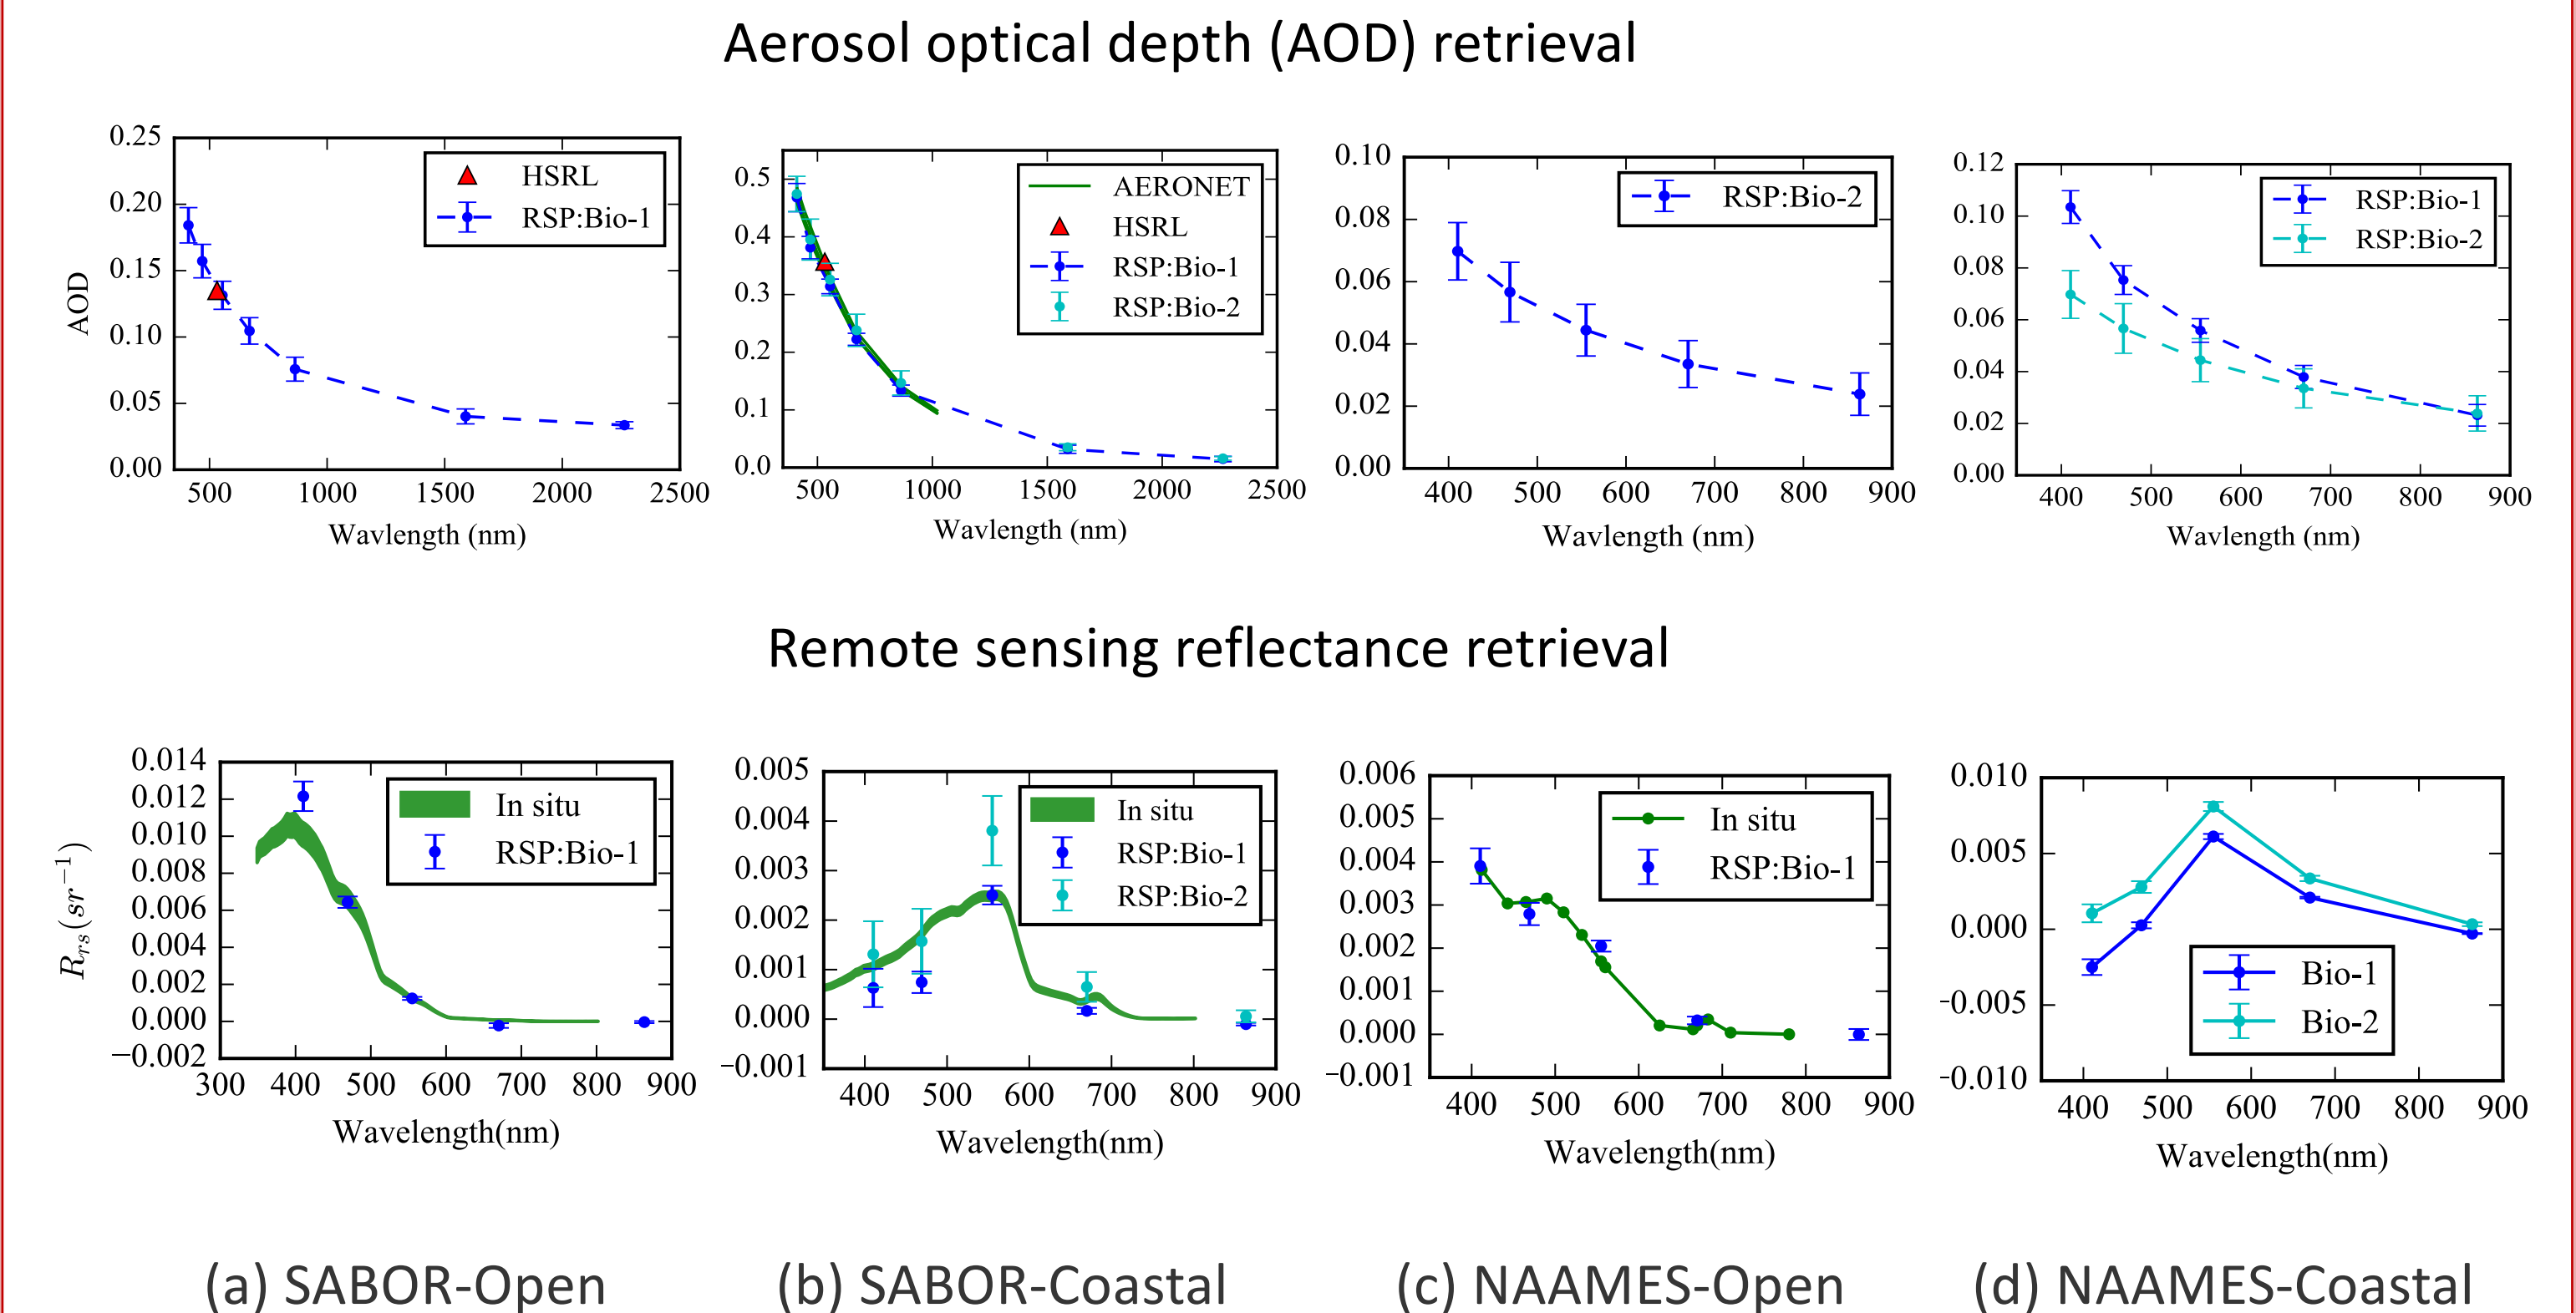 Aerosol optical depth (AOD) retrieval
AOD
0.25
0.20
0.15
0.10
0.05
0.00
500 1000 1500 2000 2500
Wavlength (nm)
HSRL
RSP:Bio-1
0.5
0.4
0.3
0.2
0.1
0.0
500 1000 1500 2000 2500
Wavlength (nm)
AERONET
HSRL
RSP:Bio-1
RSP:Bio-2
0.10
0.08
0.06
0.04
0.02
0.00
400 500 600 700 800 900
Wavlength (nm)
RSP:Bio-2
0.12
0.10
0.08
0.06
0.04
0.02
0.00
400 500 600 700 800 900
Wavlength (nm)
RSP:Bio-1
RSP:Bio-2
Remote sensing reflectance retrieval
R_{rs}(sr^{-1})
0.014
0.012
0.010
0.008
0.006
0.004
0.002
0.000
−0.002
300 400 500 600 700 800 900
Wavelength(nm)
In situ
RSP:Bio-1
0.005
0.004
0.003
0.002
0.001
0.000
−0.001
400 500 600 700 800 900
Wavelength(nm)
In situ
RSP:Bio-1
RSP:Bio-2
0.006
0.005
0.004
0.003
0.002
0.001
0.000
−0.001
400 500 600 700 800 900
Wavelength(nm)
In situ
RSP:Bio-1
0.010
0.005
0.000
-0.005
-0.010
400 500 600 700 800 900
Wavelength(nm)
Bio-1
Bio-2
(a) SABOR-Open
(b) SABOR-Coastal
(c) NAAMES-Open
(d) NAAMES-Coastal